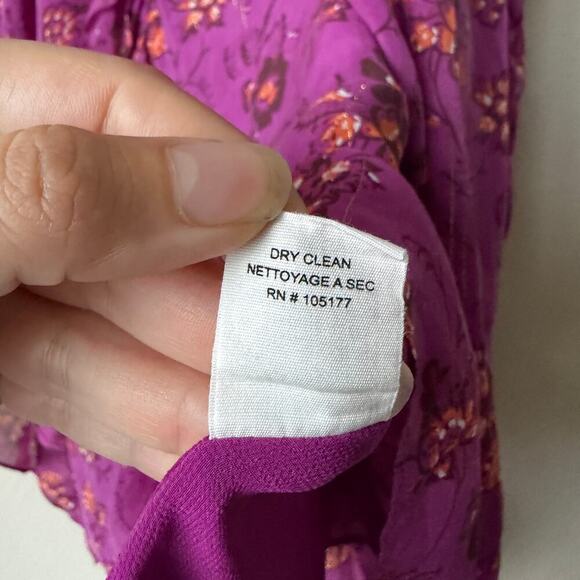 DRY CLEAN
NETTOYAGE A SEC
RN # 105177